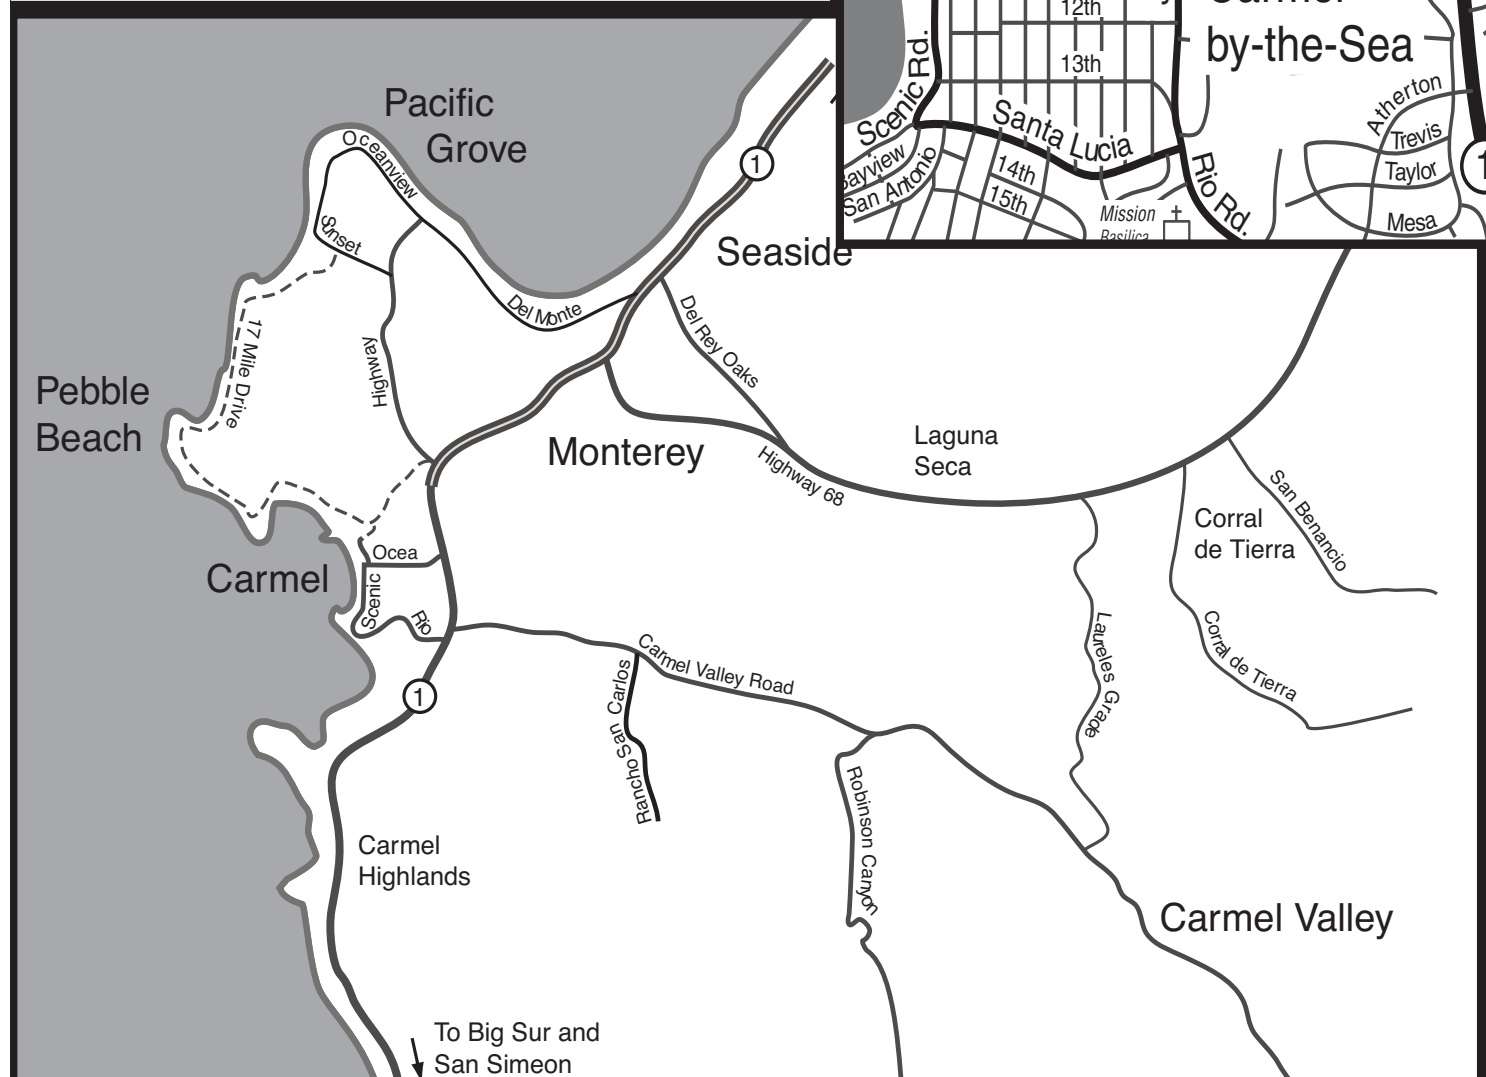 12th
by-the-Sea
13th
Scenic Rd.
Santa Lucia
Atherton
Trevis
Taylor
Mesa
1
14th
15th
San Antonio
Rio Rd.
Mission
Basilica
Pacific
Grove
Oceanview
Sunset
1
Seaside
Del Monte
Del Rey Oaks
17 Mile Drive
Highway
Pebble
Beach
Monterey
Highway 68
Laguna
Seca
San Benancio
Corral
de Tierra
Corral de Tierra
Laureles Grade
Ocea
Carmel
Scenic
Rio
1
Carmel Valley Road
Rancho San Carlos
Robinson Canyon
Carmel
Highlands
Carmel Valley
To Big Sur and
San Simeon